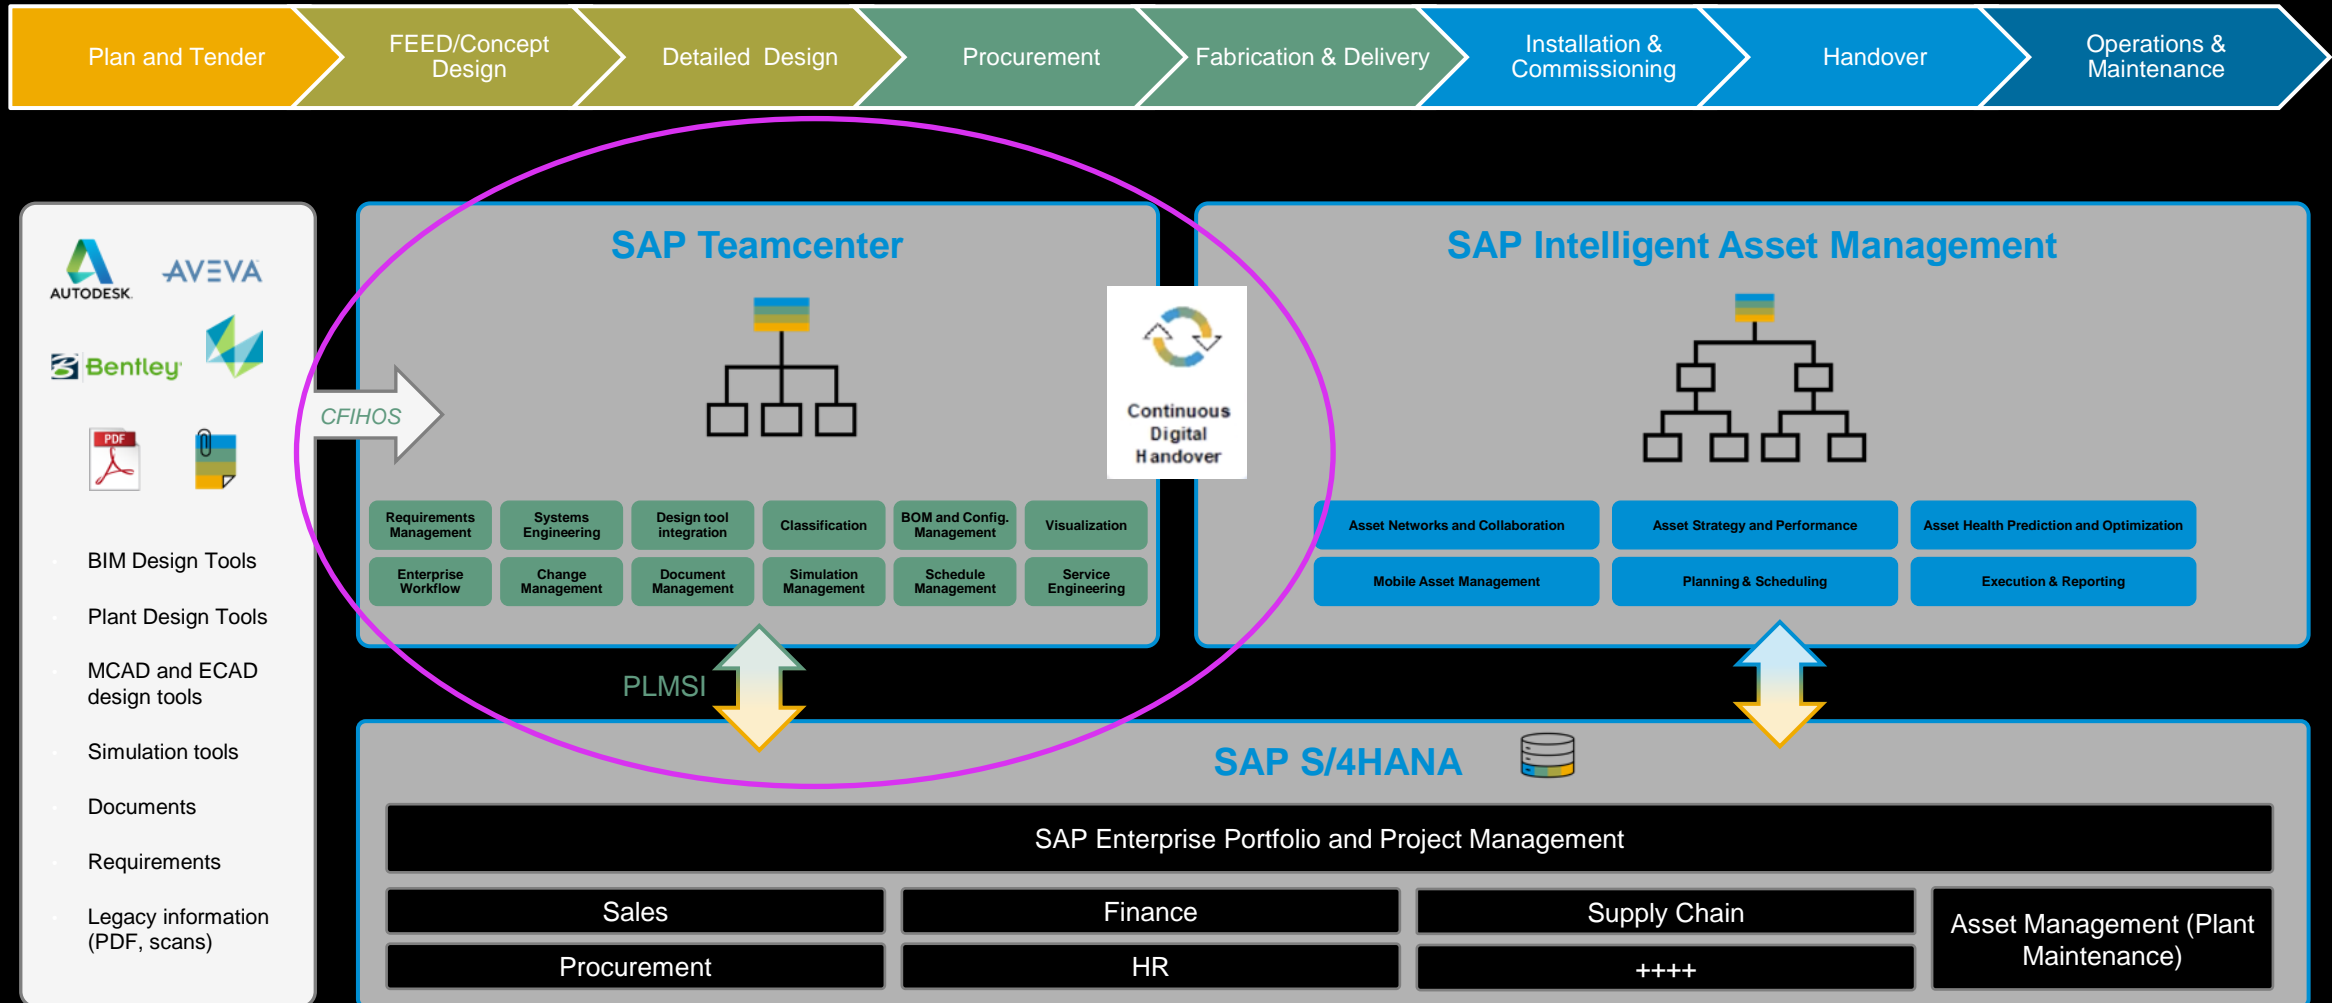 Plan and Tender
FEED/Concept
Design
Detailed Design
Procurement
Fabrication & Delivery
Installation &
Commissioning
Handover
Operations &
Maintenance
AUTODESK.
AVEVA
Bentley
PDF
BIM Design Tools
Plant Design Tools
MCAD and ECAD
design tools
Simulation tools
Documents
Requirements
Legacy information
(PDF, scans)
CFIHOS
SAP Teamcenter
Requirements
Management
Systems
Engineering
Design tool
integration
Classification
BOM and Config.
Management
Visualization
Enterprise
Workflow
Change
Management
Document
Management
Simulation
Management
Schedule
Management
Service
Engineering
Continuous
Digital
Handover
SAP Intelligent Asset Management
Asset Networks and Collaboration
Asset Strategy and Performance
Asset Health Prediction and Optimization
Mobile Asset Management
Planning & Scheduling
Execution & Reporting
PLMSI
SAP S/4HANA
SAP Enterprise Portfolio and Project Management
Sales
Finance
Supply Chain
Asset Management (Plant
Maintenance)
Procurement
HR
++++